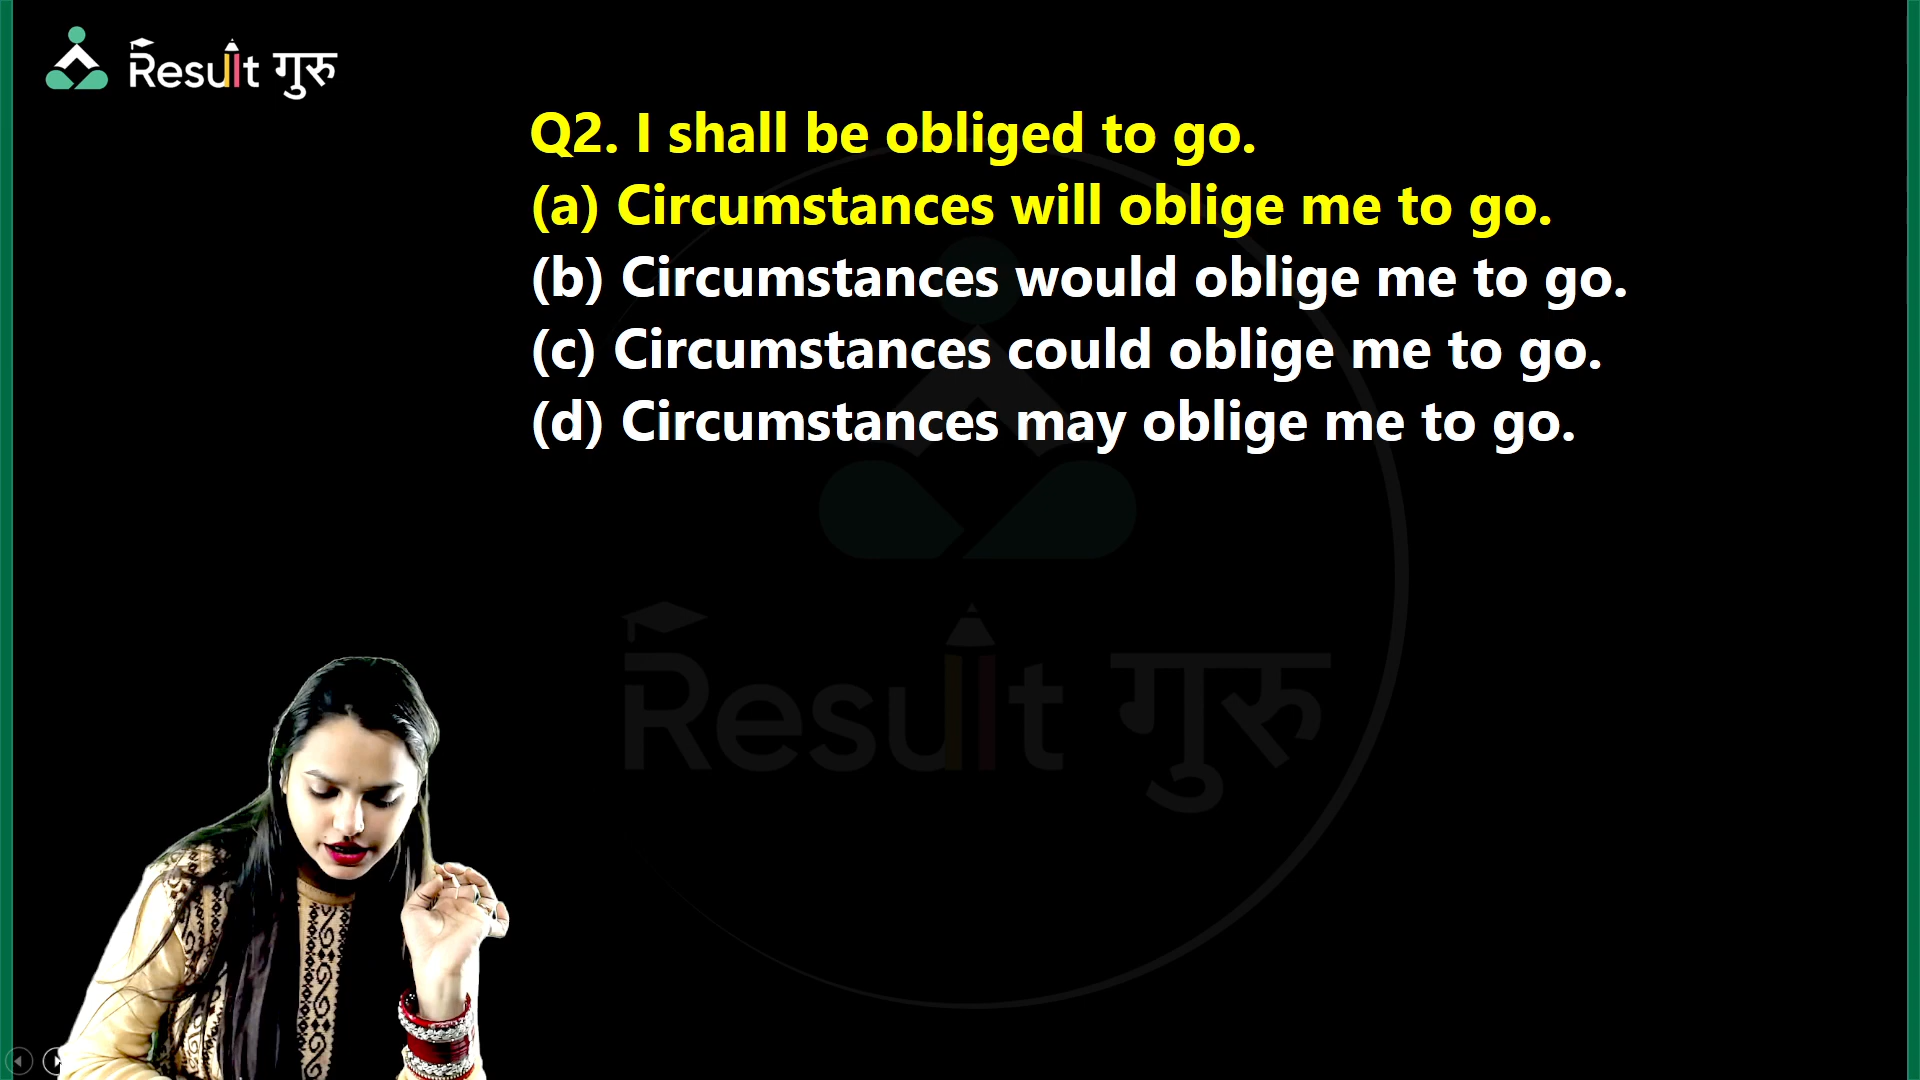 Result गुरु
Q2. I shall be obliged to go.
(a) Circumstances will oblige me to go.
(b) Circumstances would oblige me to go.
(c) Circumstances could oblige me to go.
(d) Circumstances may oblige me to go.
Result गुरु